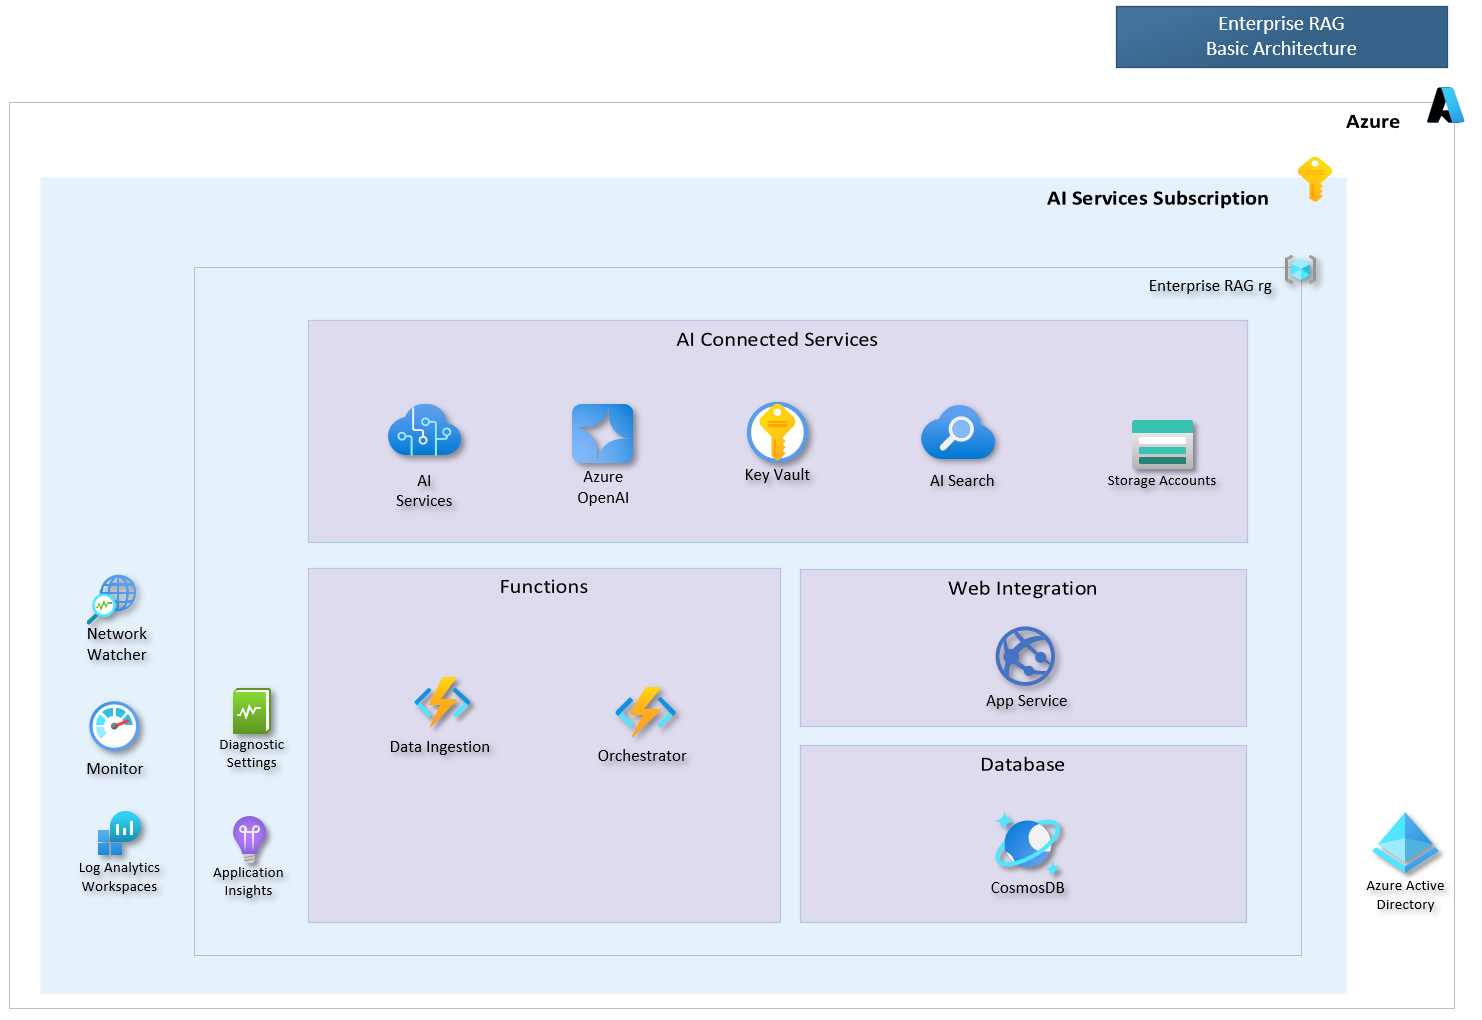 Enterprise RAG
Basic Architecture
Azure
AI Services Subscription
Enterprise RAG rg
AI Connected Services
AI
Services
Azure
OpenAI
Key Vault
AI Search
Storage Accounts
Functions
Data Ingestion
Orchestrator
Web Integration
App Service
Database
CosmosDB
Network
Watcher
Monitor
Log Analytics
Workspaces
Diagnostic
Settings
Application
Insights
Azure Active
Directory